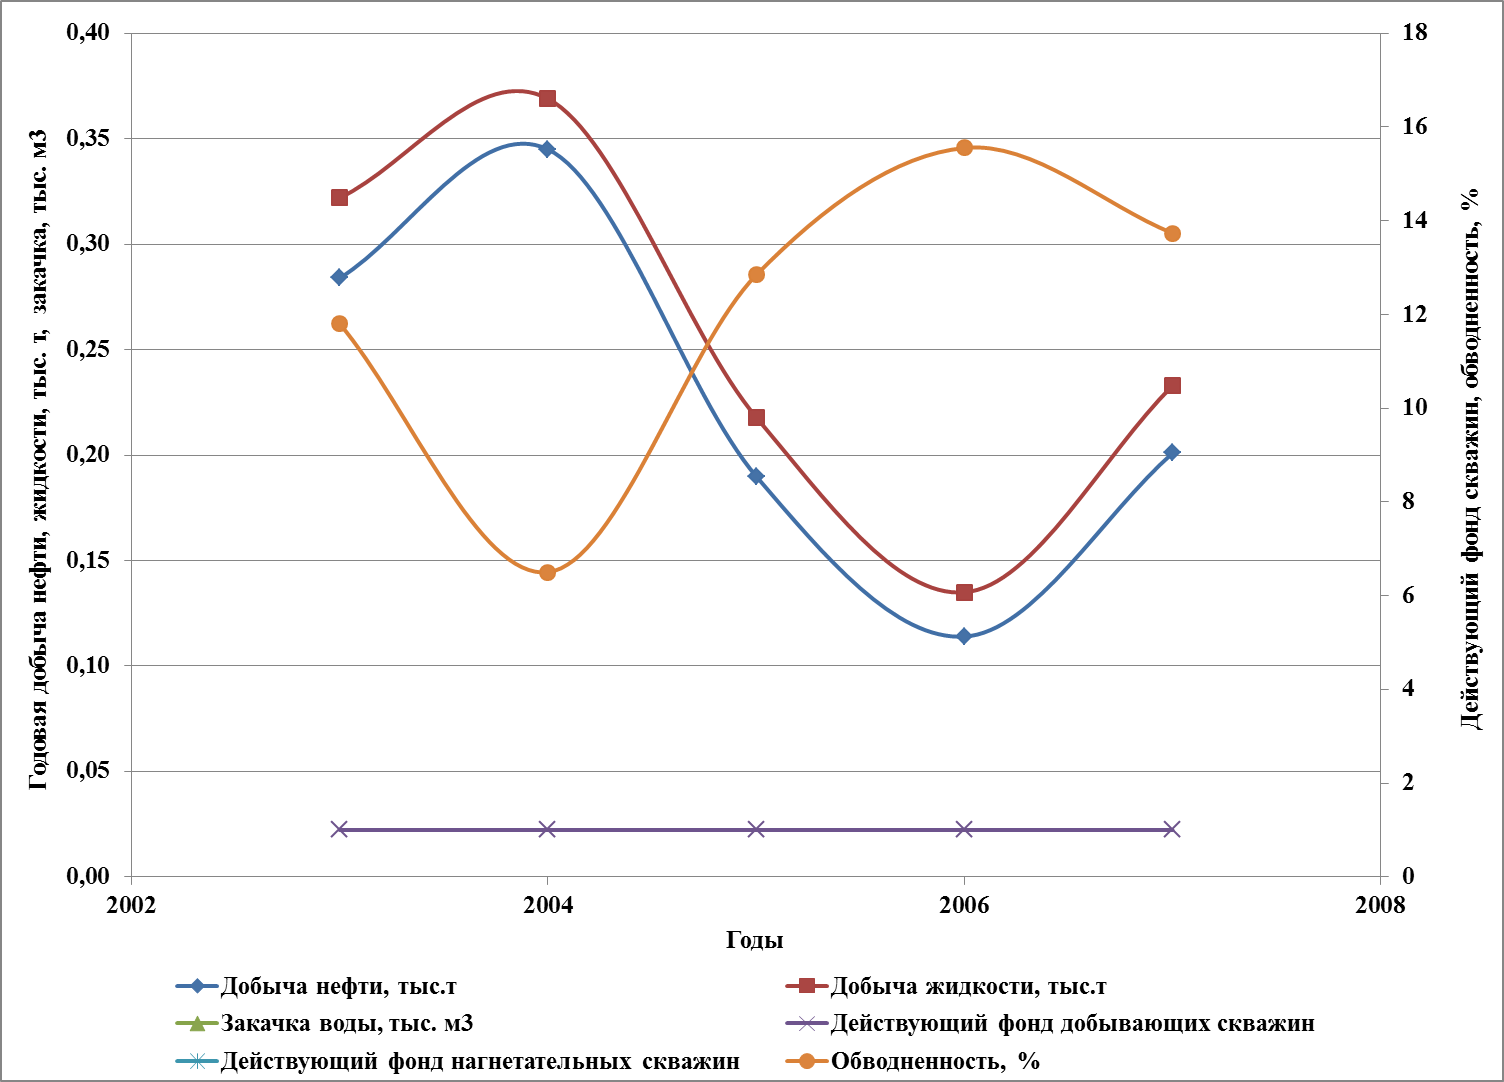 Годовая добыча нефти, жидкости, тыс. т, закачка, тыс. м3
0,40
0,35
0,30
0,25
0,20
0,15
0,10
0,05
0,00
18
16
14
12
10
8
6
4
2
0
Действующий фонд скважин, обводненность, %
2002
2004
2006
2008
Годы
Добыча нефти, тыс.т
Добыча жидкости, тыс.т
Закачка воды, тыс. м3
Действующий фонд добывающих скважин
Действующий фонд нагнетательных скважин
Обводненность, %